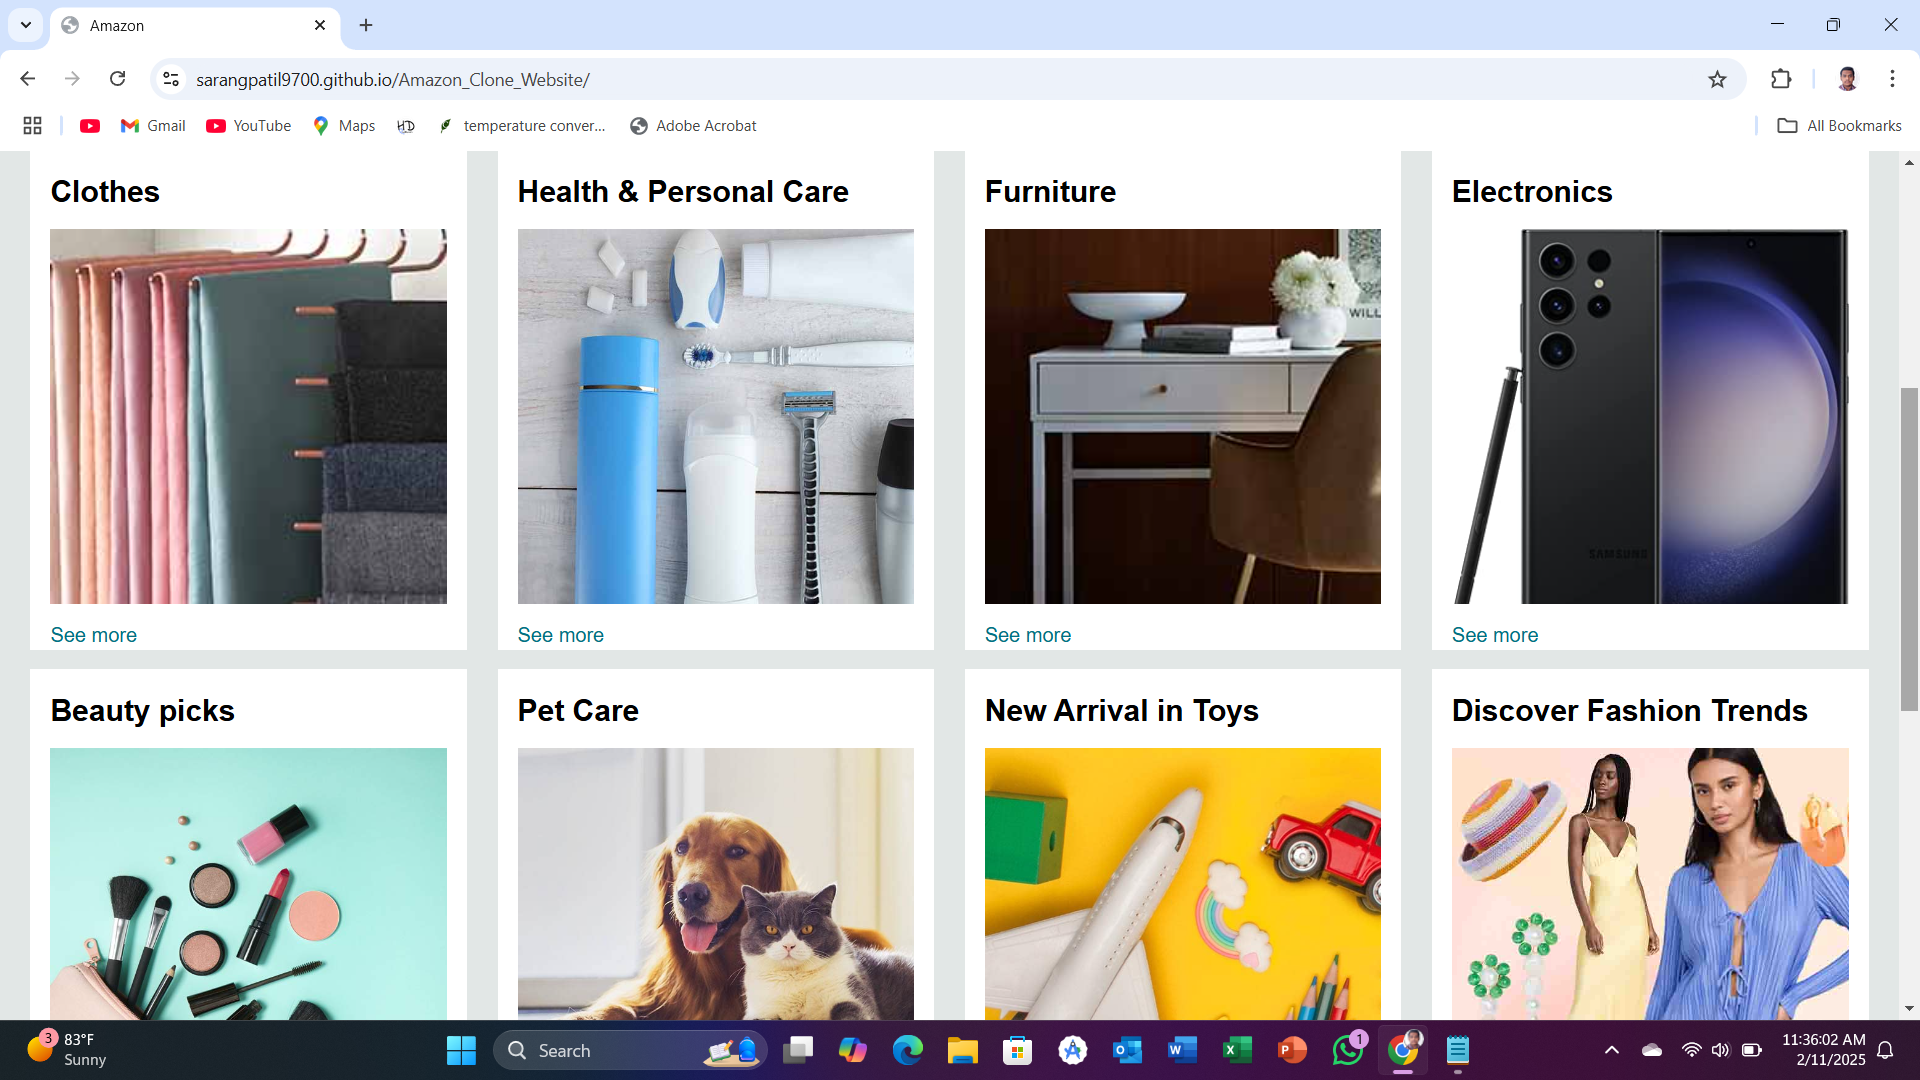 Amazon
sarangpatil9700.github.io/Amazon_Clone_Website/
Gmail
YouTube
Maps
temperature conver...
Adobe Acrobat
All Bookmarks
Clothes
Health & Personal Care
Furniture
Electronics
WILL
SAMSUNG
See more
See more
See more
See more
Beauty picks
Pet Care
New Arrival in Toys
Discover Fashion Trends
3
83°F
Sunny
Search
1
11:36:02 AM
2/11/2025